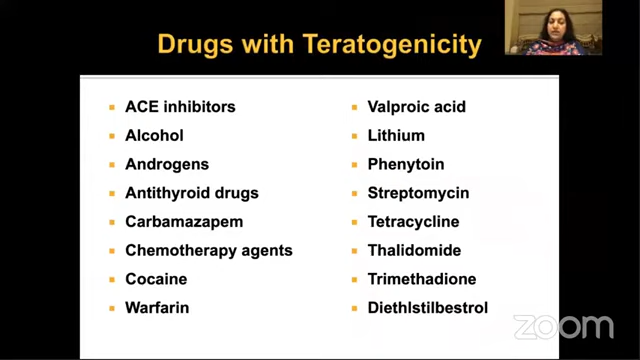 Drugs with Teratogenicity
ACE inhibitors
Alcohol
Androgens
Antithyroid drugs
Carbamazapem
Chemotherapy agents
Cocaine
Warfarin
Valproic acid
Lithium
Phenytoin
Streptomycin
Tetracycline
Thalidomide
Trimethadione
Diethlstilbestrol
zoom